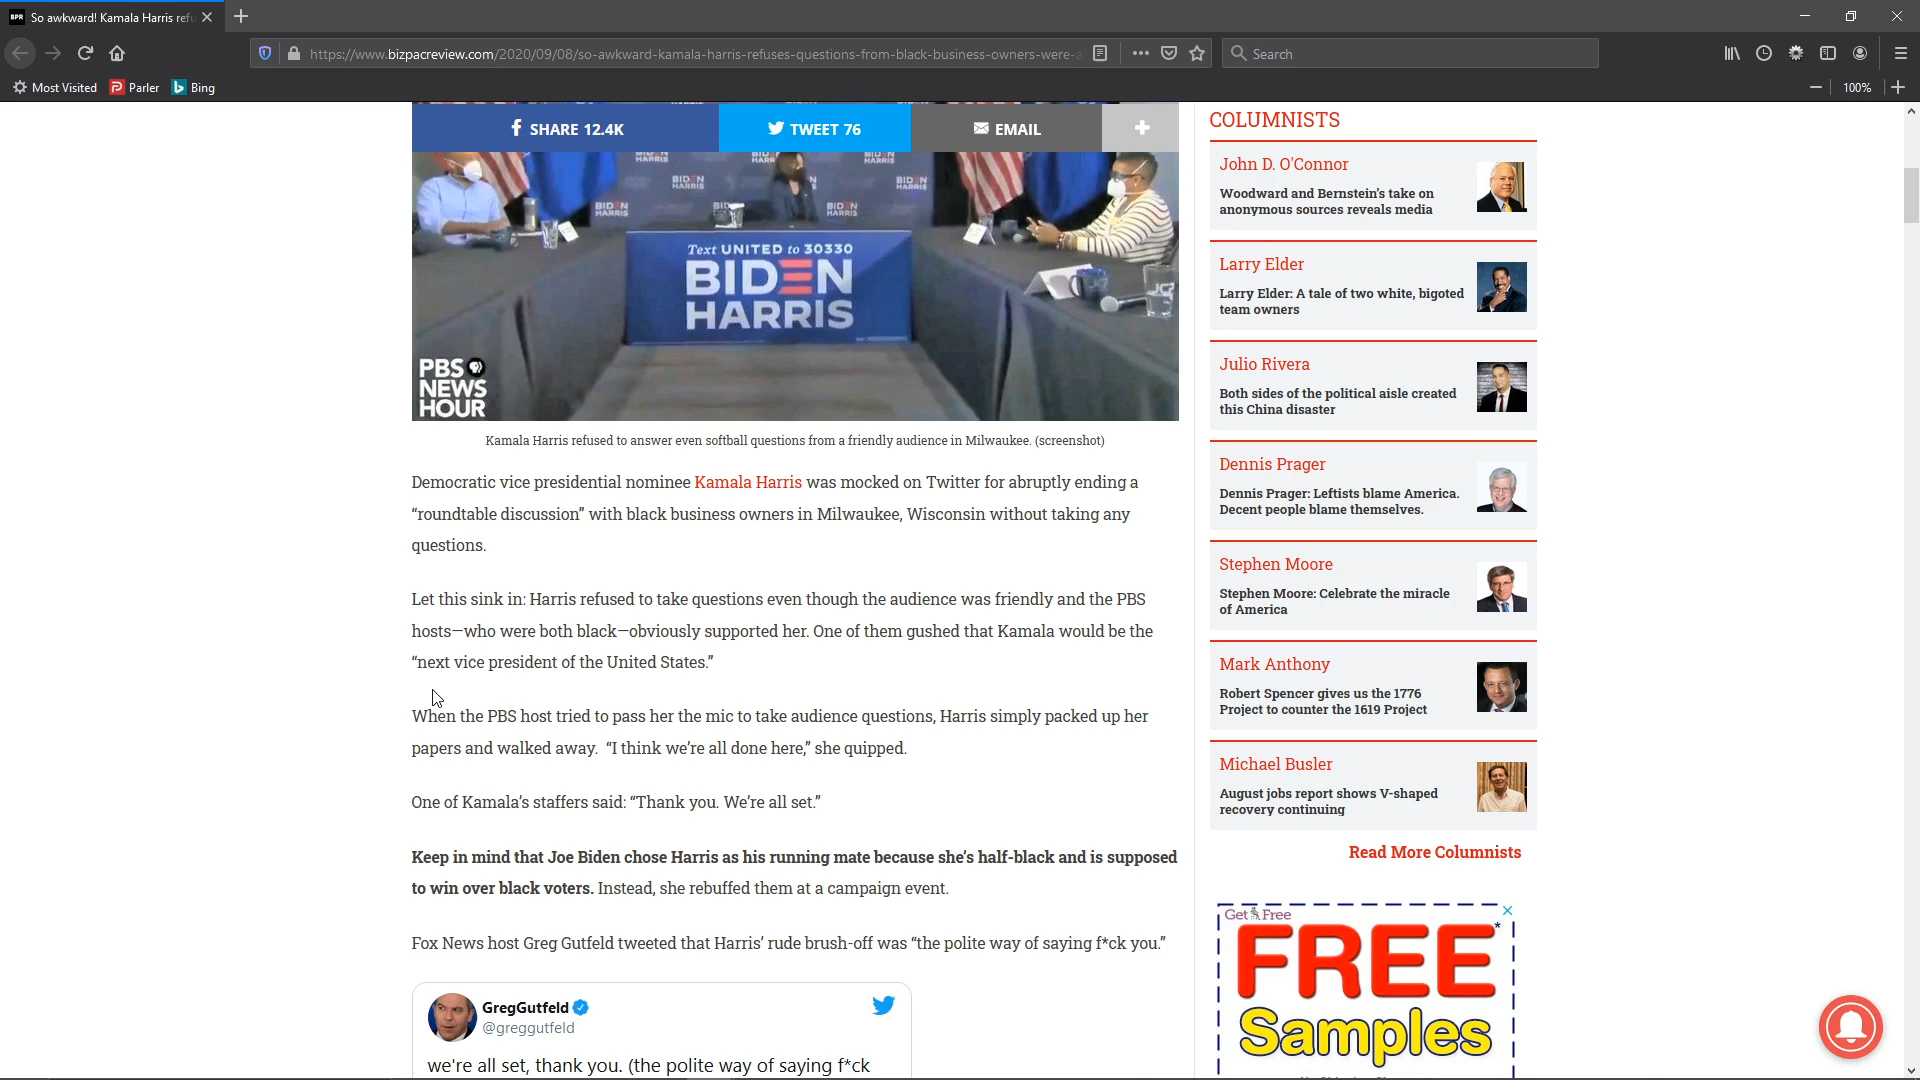 BPR So awkward! Kamala Harris refu
https://www.bizpacreview.com/2020/09/08/so-awkward-kamala-harris-refuses-questions-from-black-business-owners-were-a
Search
Most Visited
Parler
Bing
100%
SHARE 12.4K
TWEET 76
EMAIL
BIDEN
HARRIS
BIDEN
HARRIS
BIDEN
HARRIS
BIDEN
HARRIS
Text UNITED to 30330
BIDEN
HARRIS
PBS
NEWS
HOUR
Kamala Harris refused to answer even softball questions from a friendly audience in Milwaukee. (screenshot)
Democratic vice presidential nominee Kamala Harris was mocked on Twitter for abruptly ending a
“roundtable discussion” with black business owners in Milwaukee, Wisconsin without taking any
questions.
Let this sink in: Harris refused to take questions even though the audience was friendly and the PBS
hosts—who were both black—obviously supported her. One of them gushed that Kamala would be the
“next vice president of the United States.”
When the PBS host tried to pass her the mic to take audience questions, Harris simply packed up her
papers and walked away.  “I think we’re all done here,” she quipped.
One of Kamala’s staffers said: “Thank you. We’re all set.”
Keep in mind that Joe Biden chose Harris as his running mate because she’s half-black and is supposed
to win over black voters. Instead, she rebuffed them at a campaign event.
Fox News host Greg Gutfeld tweeted that Harris’ rude brush-off was “the polite way of saying f*ck you.”
GregGutfeld
@greggutfeld
we're all set, thank you. (the polite way of saying f*ck
COLUMNISTS
John D. O'Connor
Woodward and Bernstein's take on
anonymous sources reveals media
Larry Elder
Larry Elder: A tale of two white, bigoted
team owners
Julio Rivera
Both sides of the political aisle created
this China disaster
Dennis Prager
Dennis Prager: Leftists blame America.
Decent people blame themselves.
Stephen Moore
Stephen Moore: Celebrate the miracle
of America
Mark Anthony
Robert Spencer gives us the 1776
Project to counter the 1619 Project
Michael Busler
August jobs report shows V-shaped
recovery continuing
Read More Columnists
Get Free
FREE*
Samples